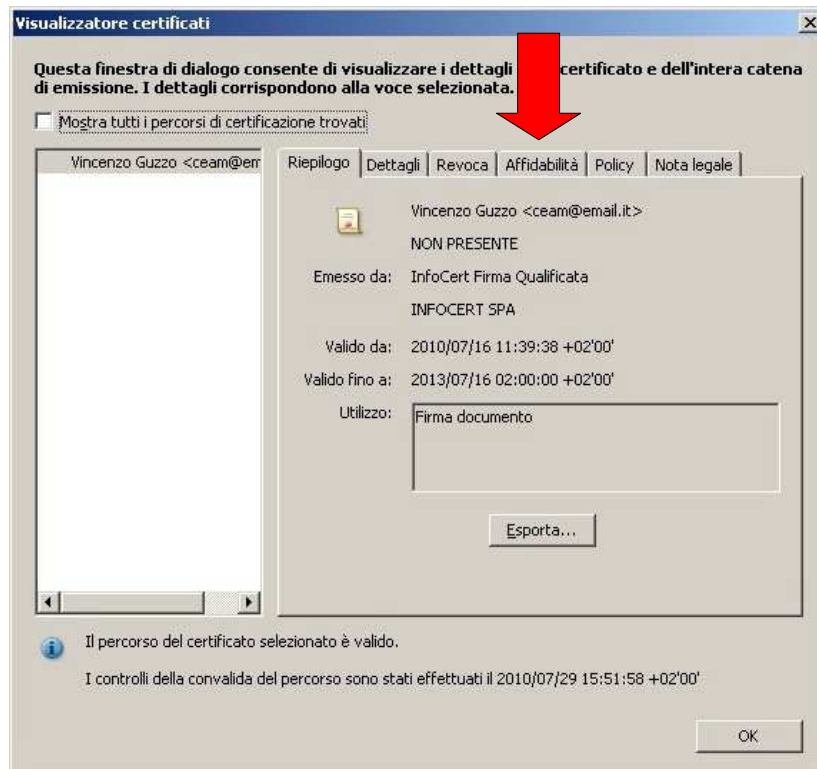 Visualizzatore certificati
Questa finestra di dialogo consente di visualizzare i dettagli certificato e dell'intera catena
di emissione. I dettagli corrispondono alla voce selezionata.
Mostra tutti i percorsi di certificazione trovati
Vincenzo Guzzo <ceam@em
Riepilogo Dettagli Revoca Affidabilità Policy Nota legale
Vincenzo Guzzo <ceam@email.it>
NON PRESENTE
Emesso da: InfoCert Firma Qualificata
INFOCERT SPA
Valido da: 2010/07/16 11:39:38 +02'00'
Valido fino a: 2013/07/16 02:00:00 +02'00'
Utilizzo: Firma documento
Esporta...
Il percorso del certificato selezionato è valido.
I controlli della convalida del percorso sono stati effettuati il 2010/07/29 15:51:58 +02'00'
OK